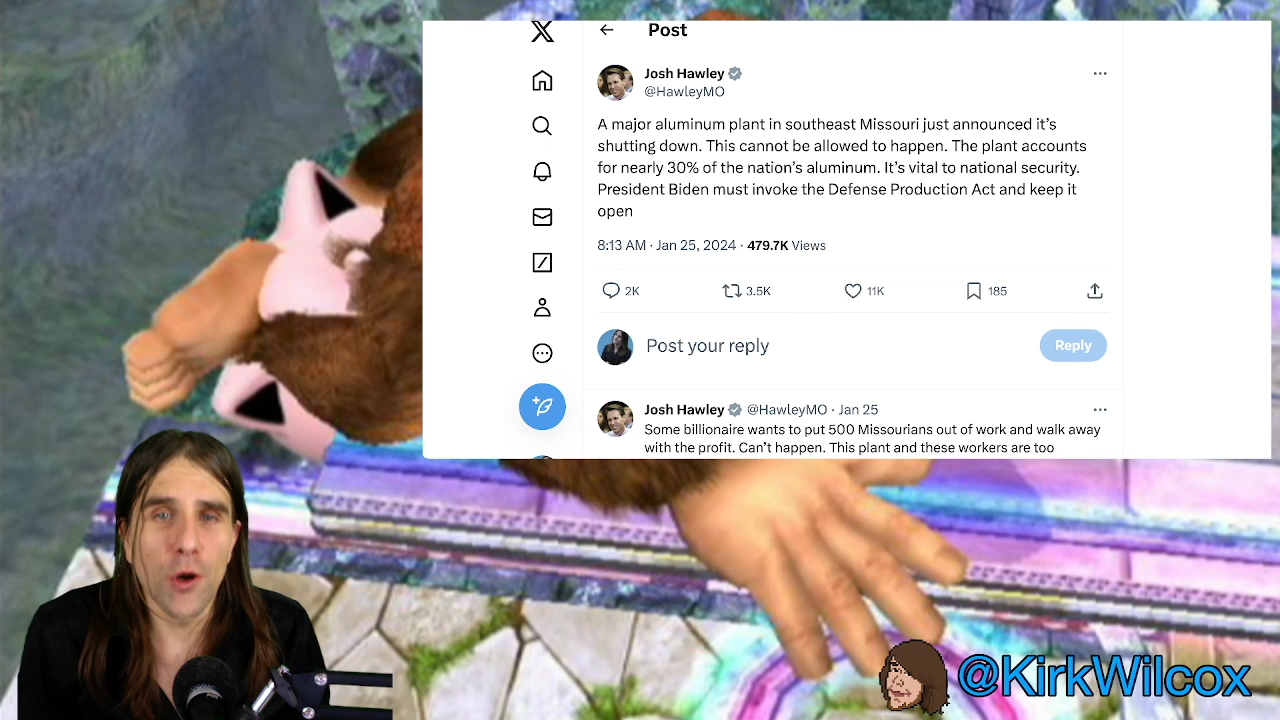 Post
Josh Hawley
@HawleyMO
A major aluminum plant in southeast Missouri just announced it’s
shutting down. This cannot be allowed to happen. The plant accounts
for nearly 30% of the nation’s aluminum. It’s vital to national security.
President Biden must invoke the Defense Production Act and keep it
open
8:13 AM · Jan 25, 2024 · 479.7K Views
2K 3.5K 11K 185
Post your reply Reply
Josh Hawley @HawleyMO · Jan 25
Some billionaire wants to put 500 Missourians out of work and walk away
with the profit. Can’t happen. This plant and these workers are too
@KirkWilcox